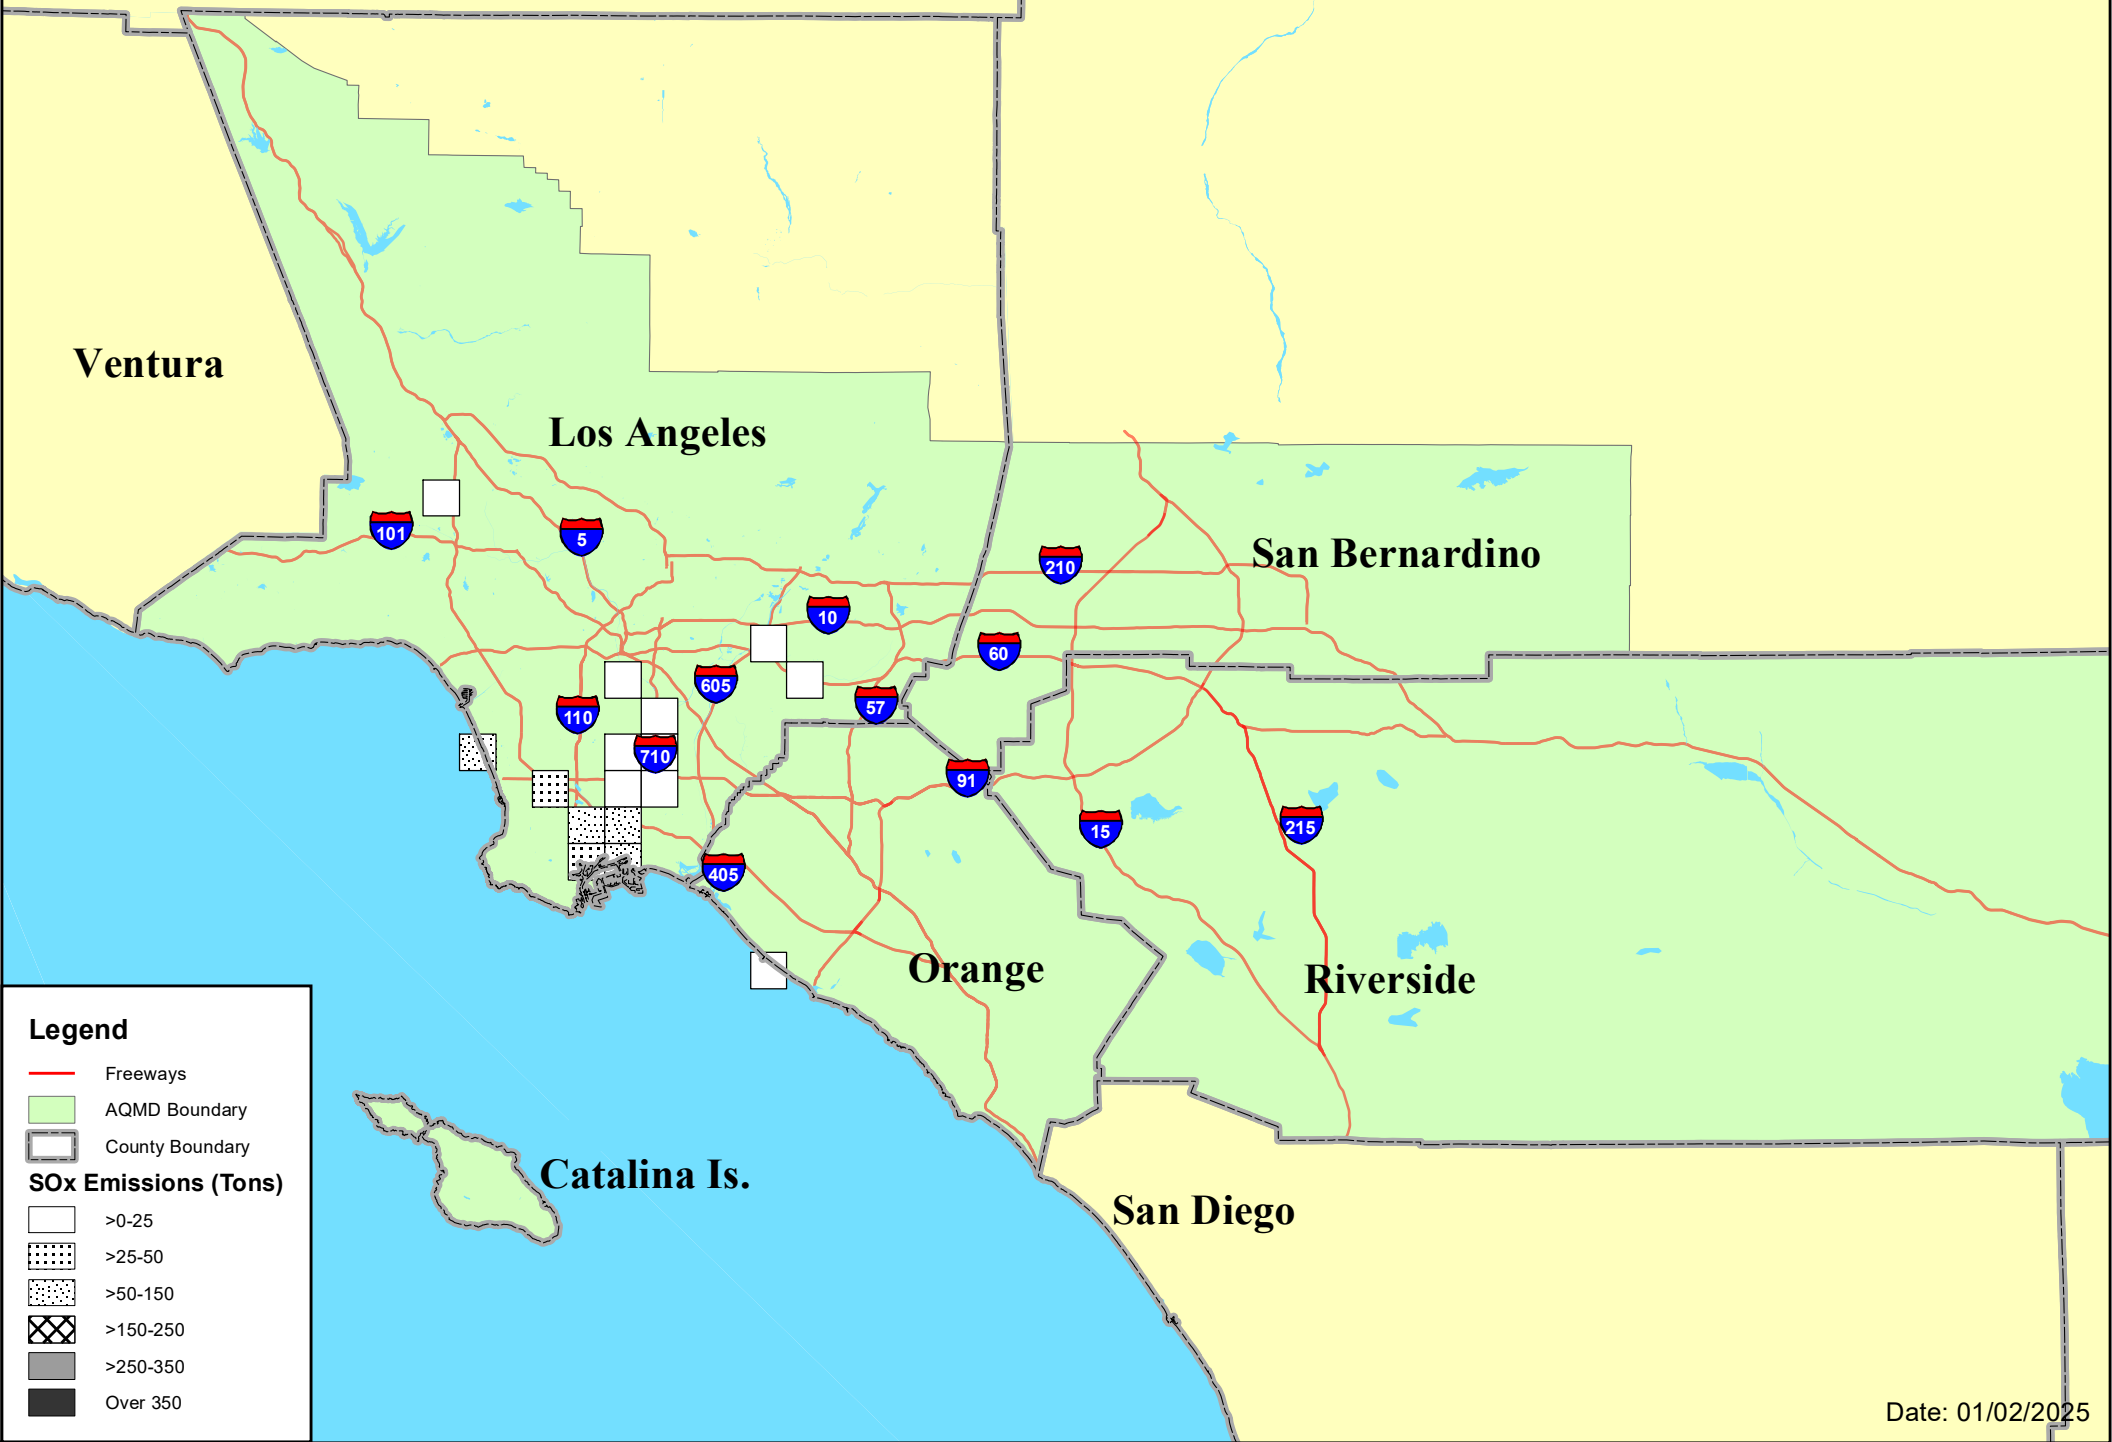 Ventura
Los Angeles
101
5
210
San Bernardino
10
60
605
57
110
710
91
15
215
405
Orange
Riverside
Catalina Is.
San Diego
Legend
Freeways
AQMD Boundary
County Boundary
SOx Emissions (Tons)
>0-25
>25-50
>50-150
>150-250
>250-350
Over 350
Date: 01/02/2025